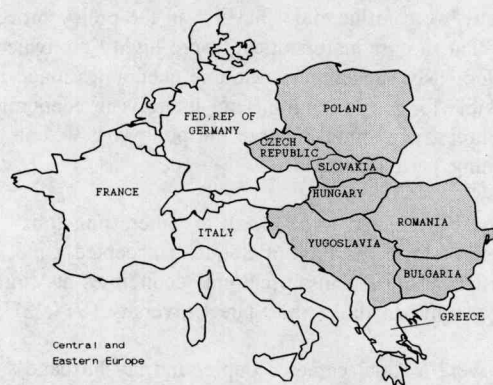 POLAND
FED.REP OF
GERMANY
CZECH
REPUBLIC
SLOVAKIA
FRANCE
HUNGARY
ROMANIA
ITALY
YUGOSLAVIA
BULGARIA
GREECE
Central and
Eastern Europe